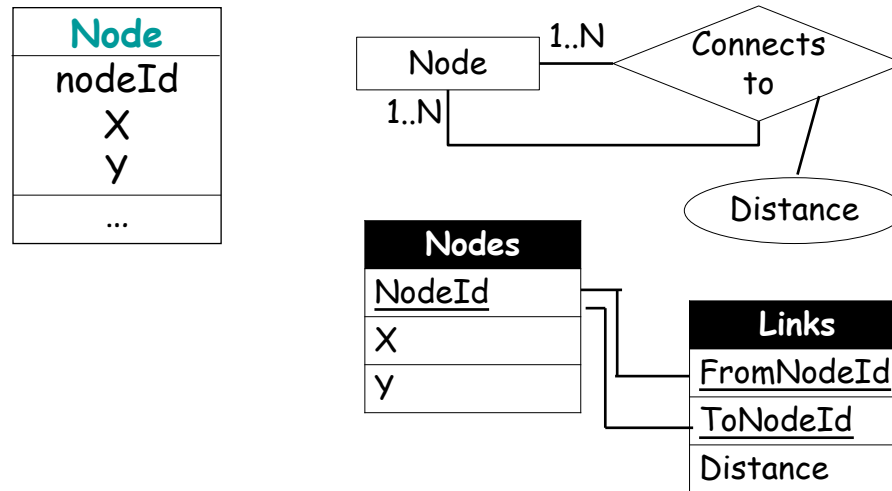 Node
nodeId
X
Y
...
Node
1..N
1..N
Connects
to
Distance
Nodes
NodeId
X
Y
Links
FromNodeId
ToNodeId
Distance